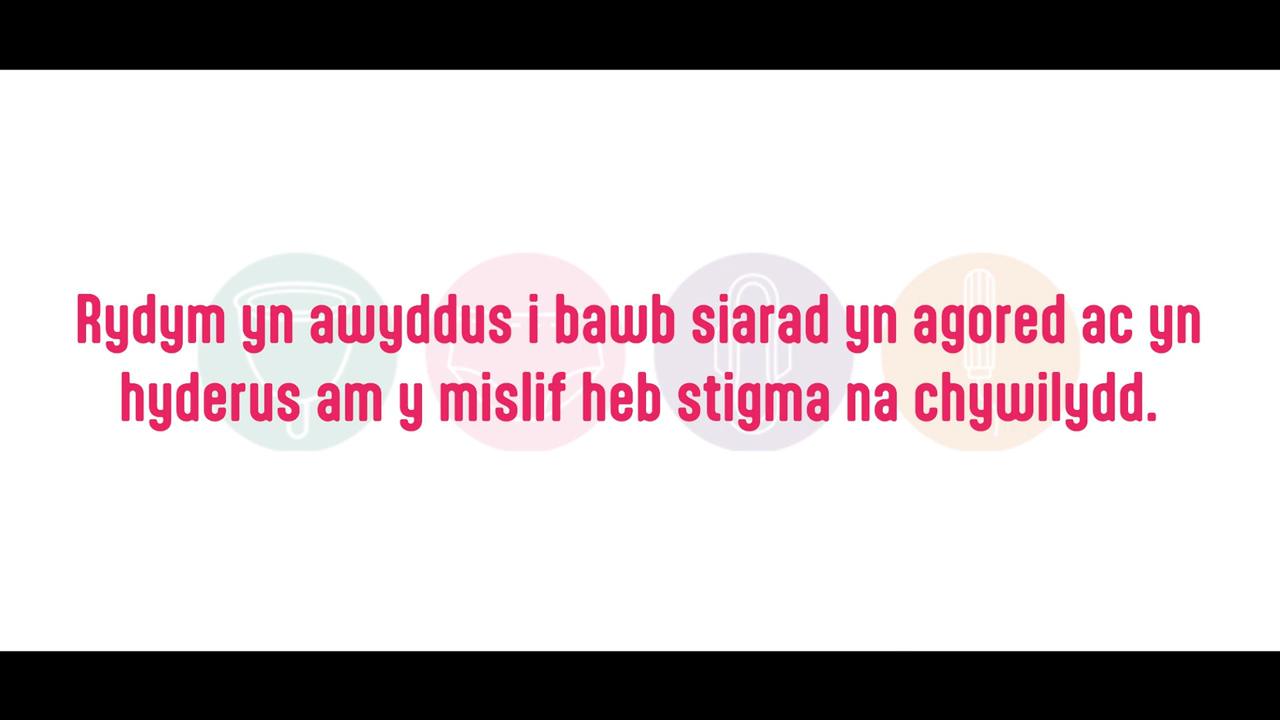 Rydym yn awyddus i bawb siarad yn agored ac yn
hyderus am y mislif heb stigma na chywilydd.